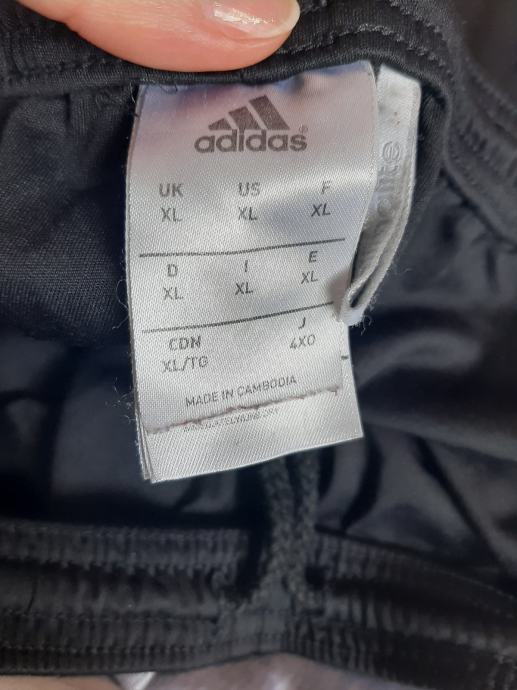 adidas
UK US F
XL XL XL
D I E
XL XL XL
CDN J
XL/TG 4XO
MADE IN CAMBODIA